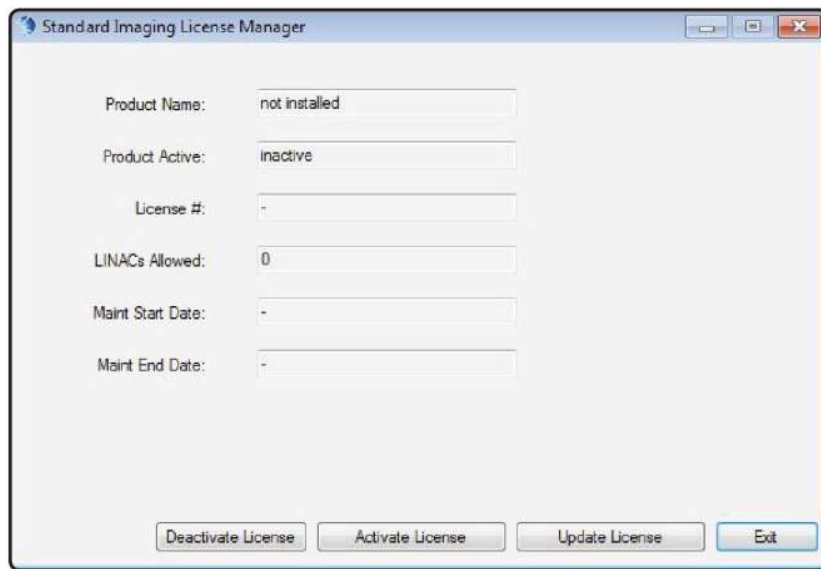 Standard Imaging License Manager
Product Name: not installed
Product Active: inactive
License #: -
LINACs Allowed: 0
Maint Start Date: -
Maint End Date: -
Deactivate License Activate License Update License Exit